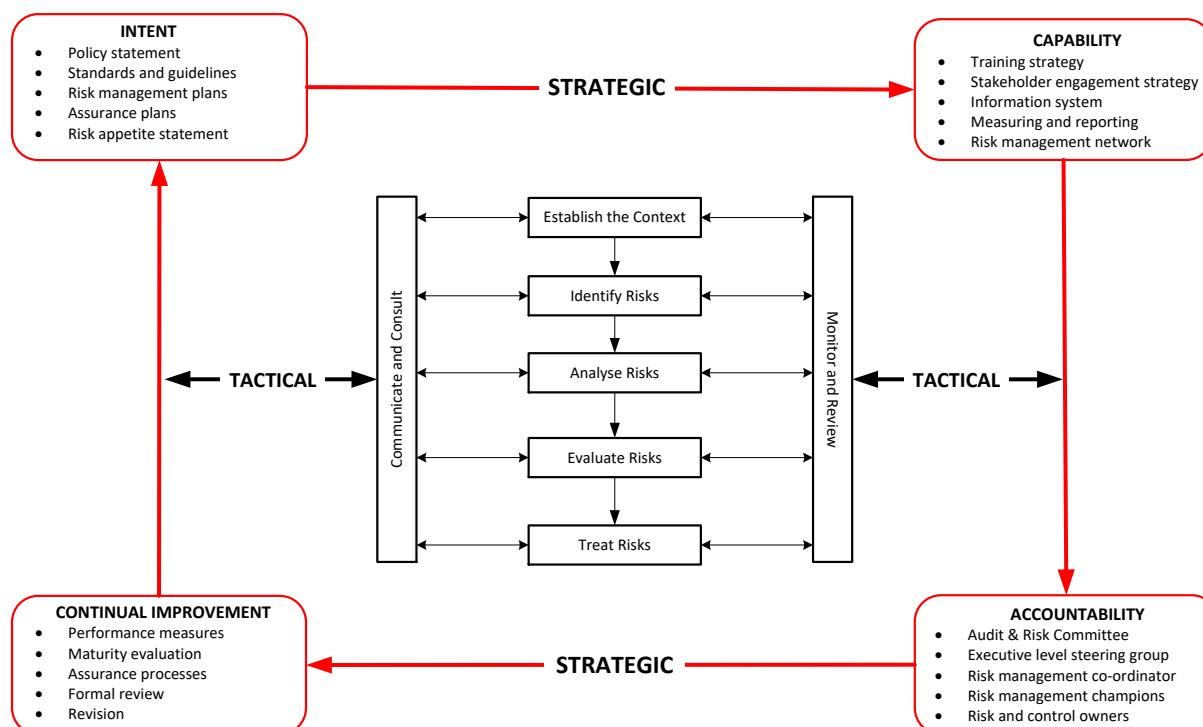 INTENT
• Policy statement
• Standards and guidelines
• Risk management plans
• Assurance plans
• Risk appetite statement
STRATEGIC
CAPABILITY
• Training strategy
• Stakeholder engagement strategy
• Information system
• Measuring and reporting
• Risk management network
Establish the Context
Identify Risks
Analyse Risks
Evaluate Risks
Treat Risks
Communicate and Consult
Monitor and Review
TACTICAL
TACTICAL
CONTINUAL IMPROVEMENT
• Performance measures
• Maturity evaluation
• Assurance processes
• Formal review
• Revision
STRATEGIC
ACCOUNTABILITY
• Audit & Risk Committee
• Executive level steering group
• Risk management co-ordinator
• Risk management champions
• Risk and control owners